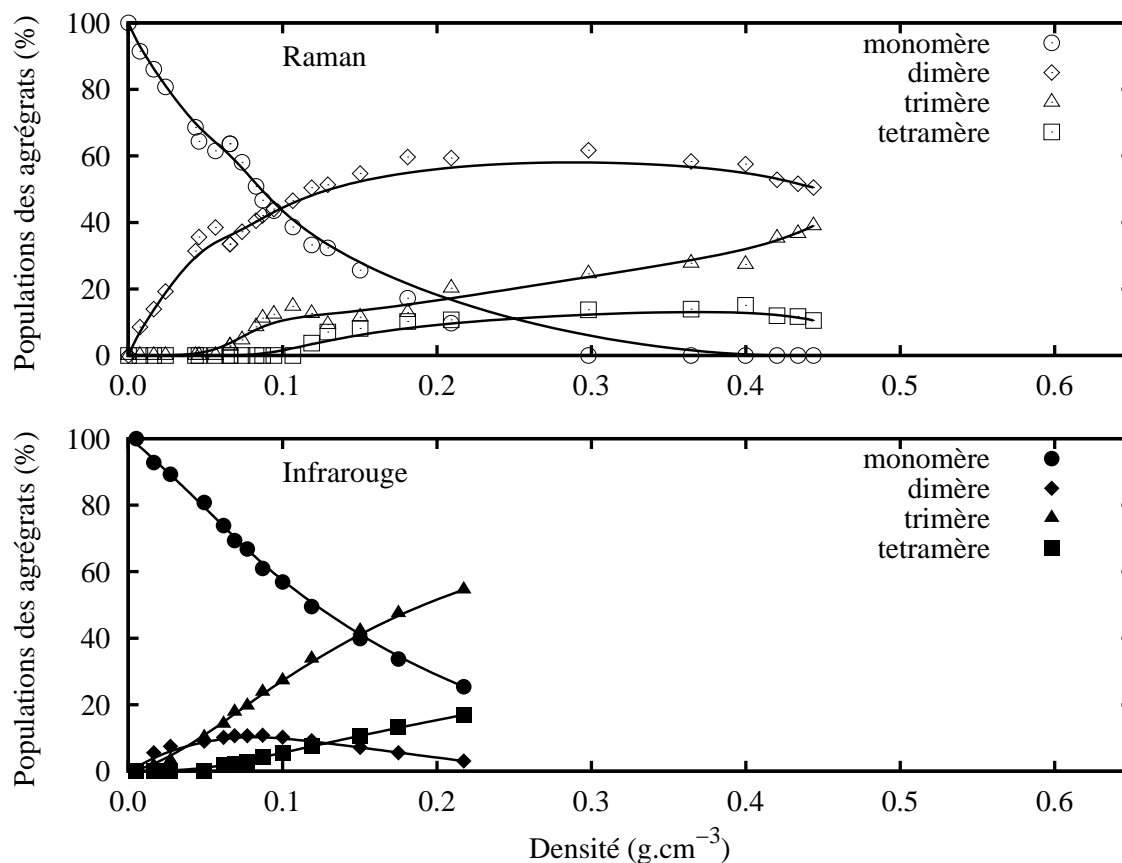 Populations des agrégrats (%)
100
80
60
40
20
0
Raman
monomère
dimère
trimère
tetramère
0.0 0.1 0.2 0.3 0.4 0.5 0.6
Populations des agrégrats (%)
100
80
60
40
20
0
Infrarouge
monomère
dimère
trimère
tetramère
0.0 0.1 0.2 0.3 0.4 0.5 0.6
Densité (g.cm⁻³)